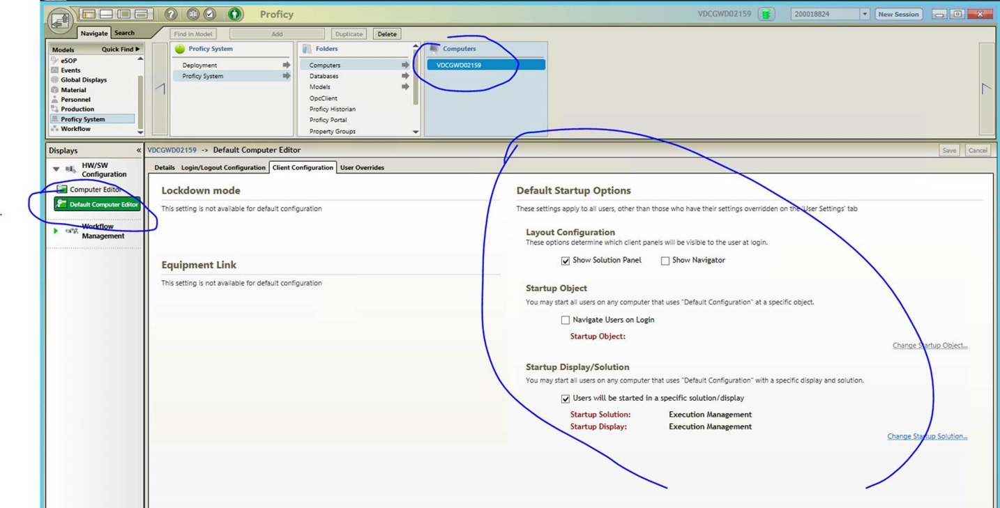 Proficy
VDCGWD02159
200018824
New Session
Navigate Search
Find in Model Add Duplicate Delete
Models Quick Find
eSOP
Events
Global Displays
Material
Personnel
Production
Proficy System
Workflow
Proficy System
Deployment
Proficy System
Folders
Computers
Databases
Models
OpcClient
Proficy Historian
Proficy Portal
Property Groups
Computers
VDCGWD02159
Displays «
HW/SW
Configuration
Computer Editor
Default Computer Editor
Workflow
Management
VDCGWD02159 -> Default Computer Editor
Save Cancel
Details Login/Logout Configuration Client Configuration User Overrides
Lockdown mode
This setting is not available for default configuration
Equipment Link
This setting is not available for default configuration
Default Startup Options
These settings apply to all users, other than those who have their settings overridden on the 'User Settings' tab
Layout Configuration
These options determine which client panels will be visible to the user at login.
Show Solution Panel Show Navigator
Startup Object
You may start all users on any computer that uses "Default Configuration" at a specific object.
Navigate Users on Login
Startup Object:
Change Startup Object...
Startup Display/Solution
You may start all users on any computer that uses "Default Configuration" with a specific display and solution.
Users will be started in a specific solution/display
Startup Solution: Execution Management
Startup Display: Execution Management
Change Startup Solution...